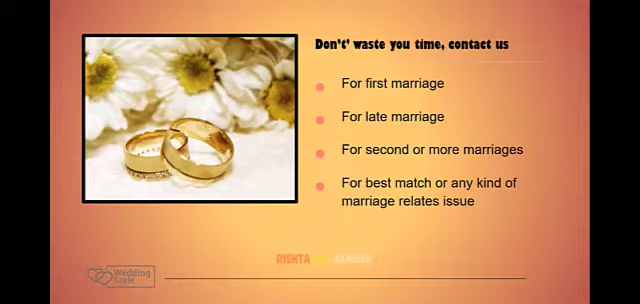 Don't' waste you time, contact us
For first marriage
For late marriage
For second or more marriages
For best match or any kind of
marriage relates issue
RISHTA
Wedding
Style